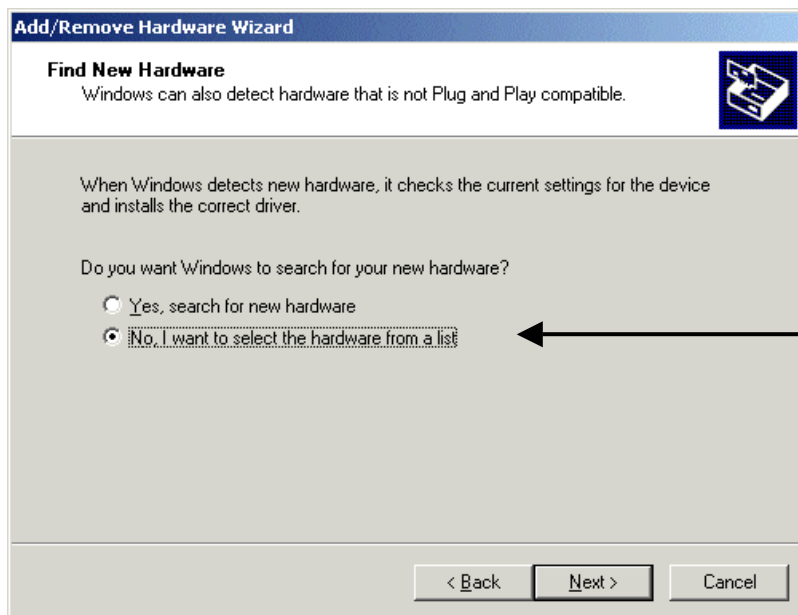 Add/Remove Hardware Wizard
Find New Hardware
Windows can also detect hardware that is not Plug and Play compatible.
When Windows detects new hardware, it checks the current settings for the device
and installs the correct driver.
Do you want Windows to search for your new hardware?
Yes, search for new hardware
No, I want to select the hardware from a list
< Back Next > Cancel